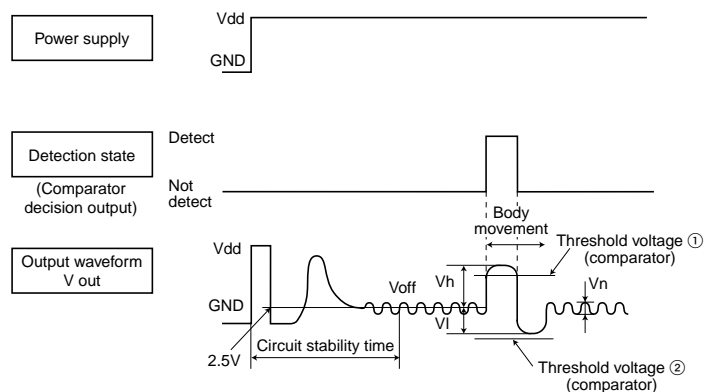 Power supply
Vdd
GND
Detection state
(Comparator
decision output)
Detect
Not
detect
Body
movement
Output waveform
V out
Vdd
GND
2.5V
Voff
Vh
Vl
Vn
Circuit stability time
Threshold voltage ①
(comparator)
Threshold voltage ②
(comparator)